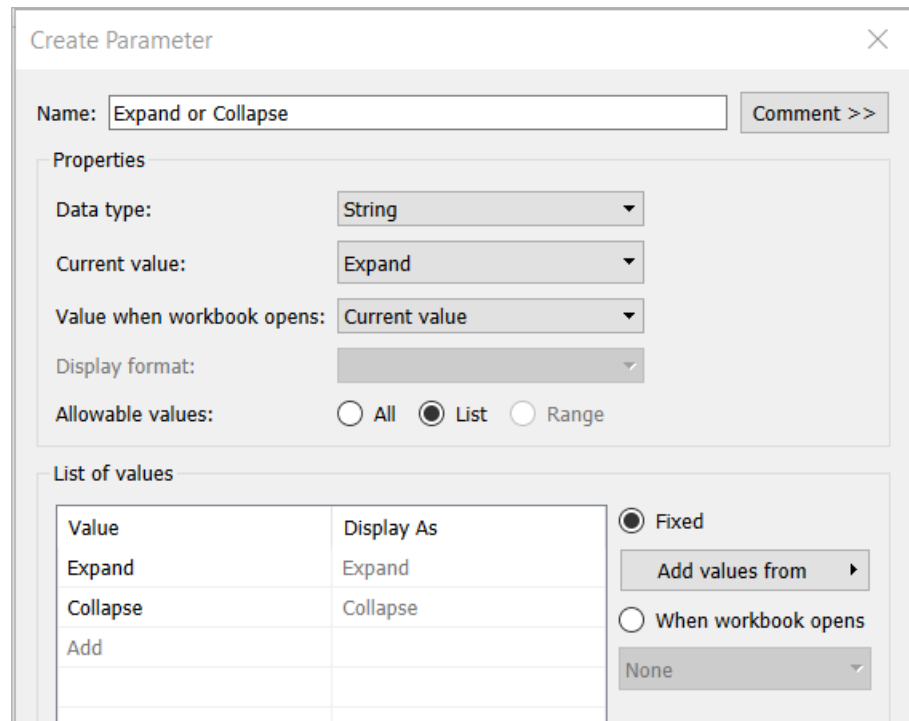 Create Parameter
Name: Expand or Collapse Comment >>
Properties
Data type: String
Current value: Expand
Value when workbook opens: Current value
Display format:
Allowable values: All List Range
List of values
Value Display As Fixed
Expand Expand Add values from
Collapse Collapse When workbook opens
Add None